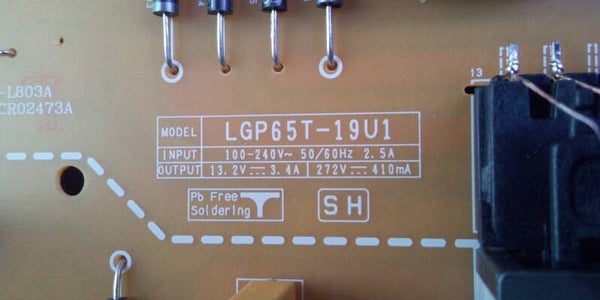 13
-L803A
CR02473A
MODEL LGP65T-19U1
INPUT 100-240V~ 50/60Hz 2.5A
OUTPUT 13.2V⎓3.4A 272V⎓410mA
Pb Free
Soldering
SH